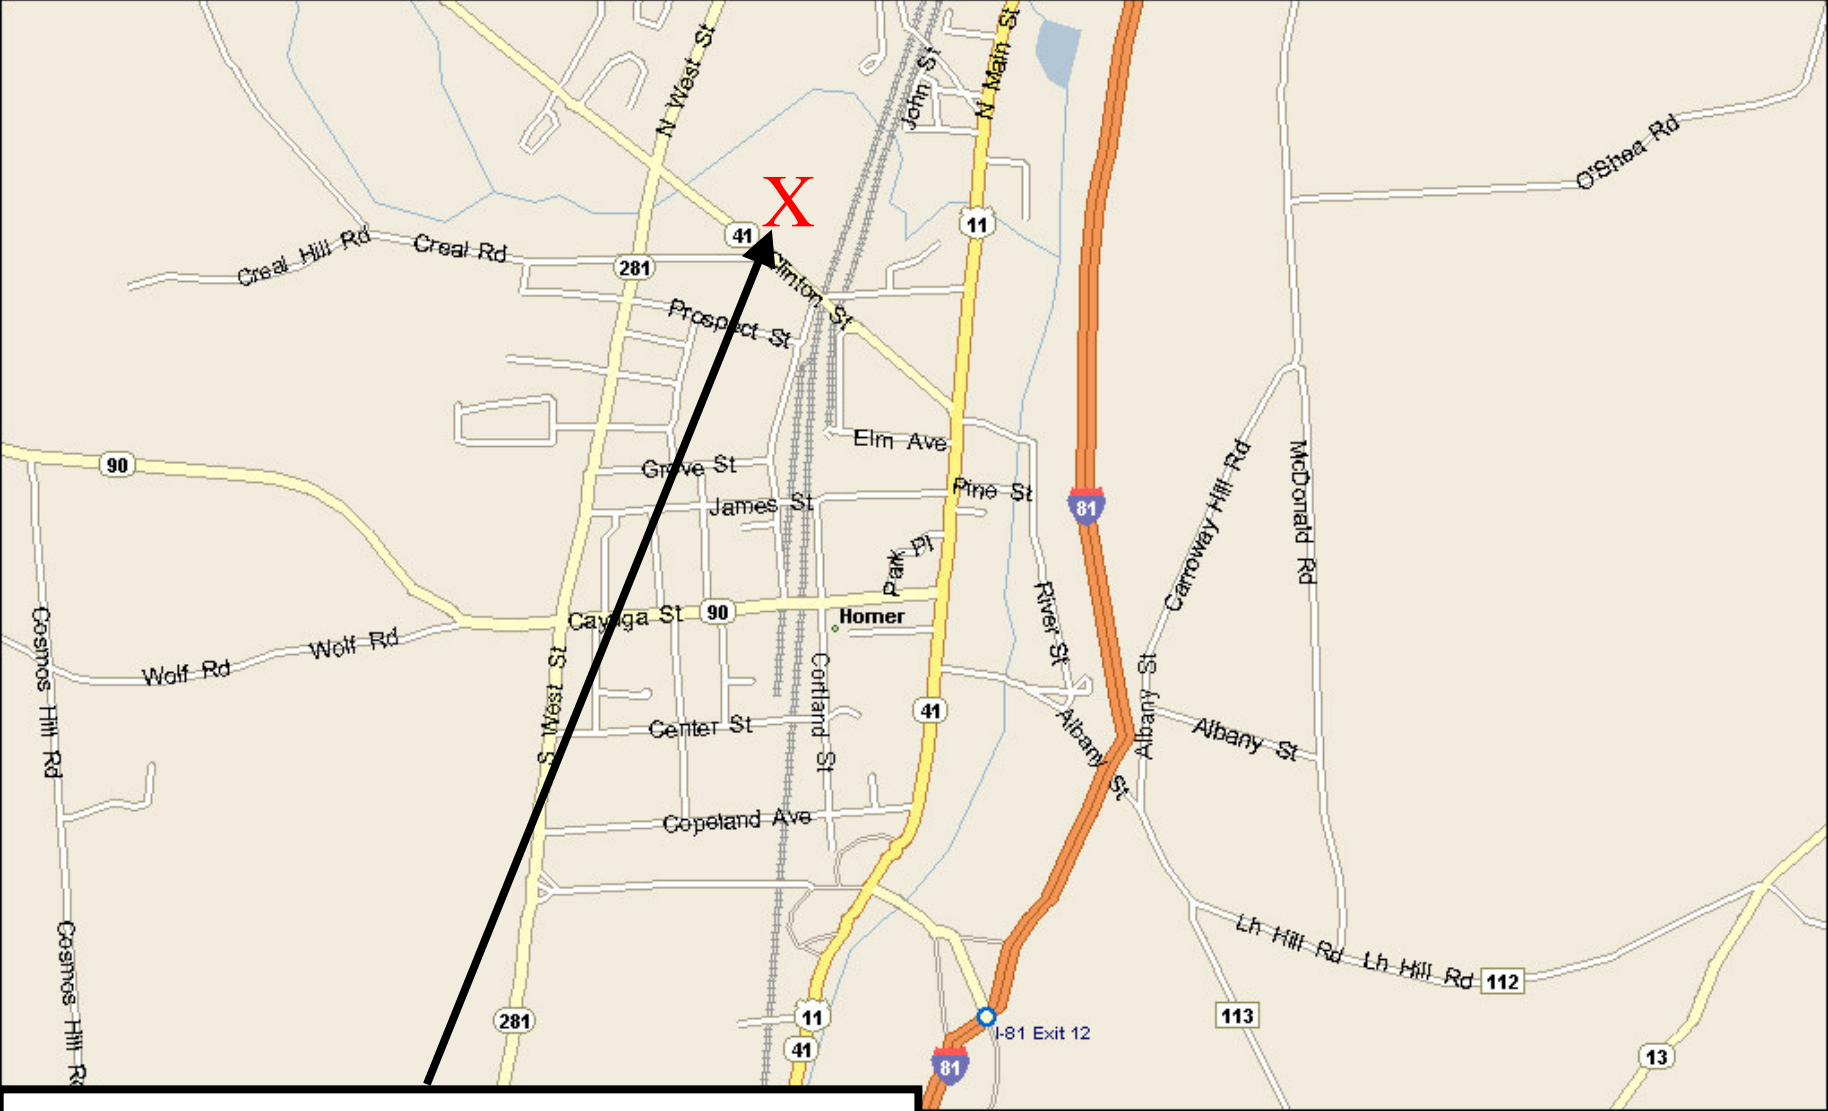 N West St
John St
N Main St
O'Shea Rd
X
41
11
Creal Hill Rd
Creal Rd
281
Clinton St
Prospect St
Elm Ave
90
Grove St
James St
Pine St
81
Carroway Hill Rd
McDonald Rd
Park Pl
River St
Cosmos Hill Rd
Cayuga St
90
Homer
Wolf Rd
Wolf Rd
S West St
Cortland St
Albany St
41
Center St
Albany St
Albany St
Copeland Ave
Cosmos Hill Rd
Lh Hill Rd
Lh Hill Rd
112
281
11
113
I-81 Exit 12
41
81
13